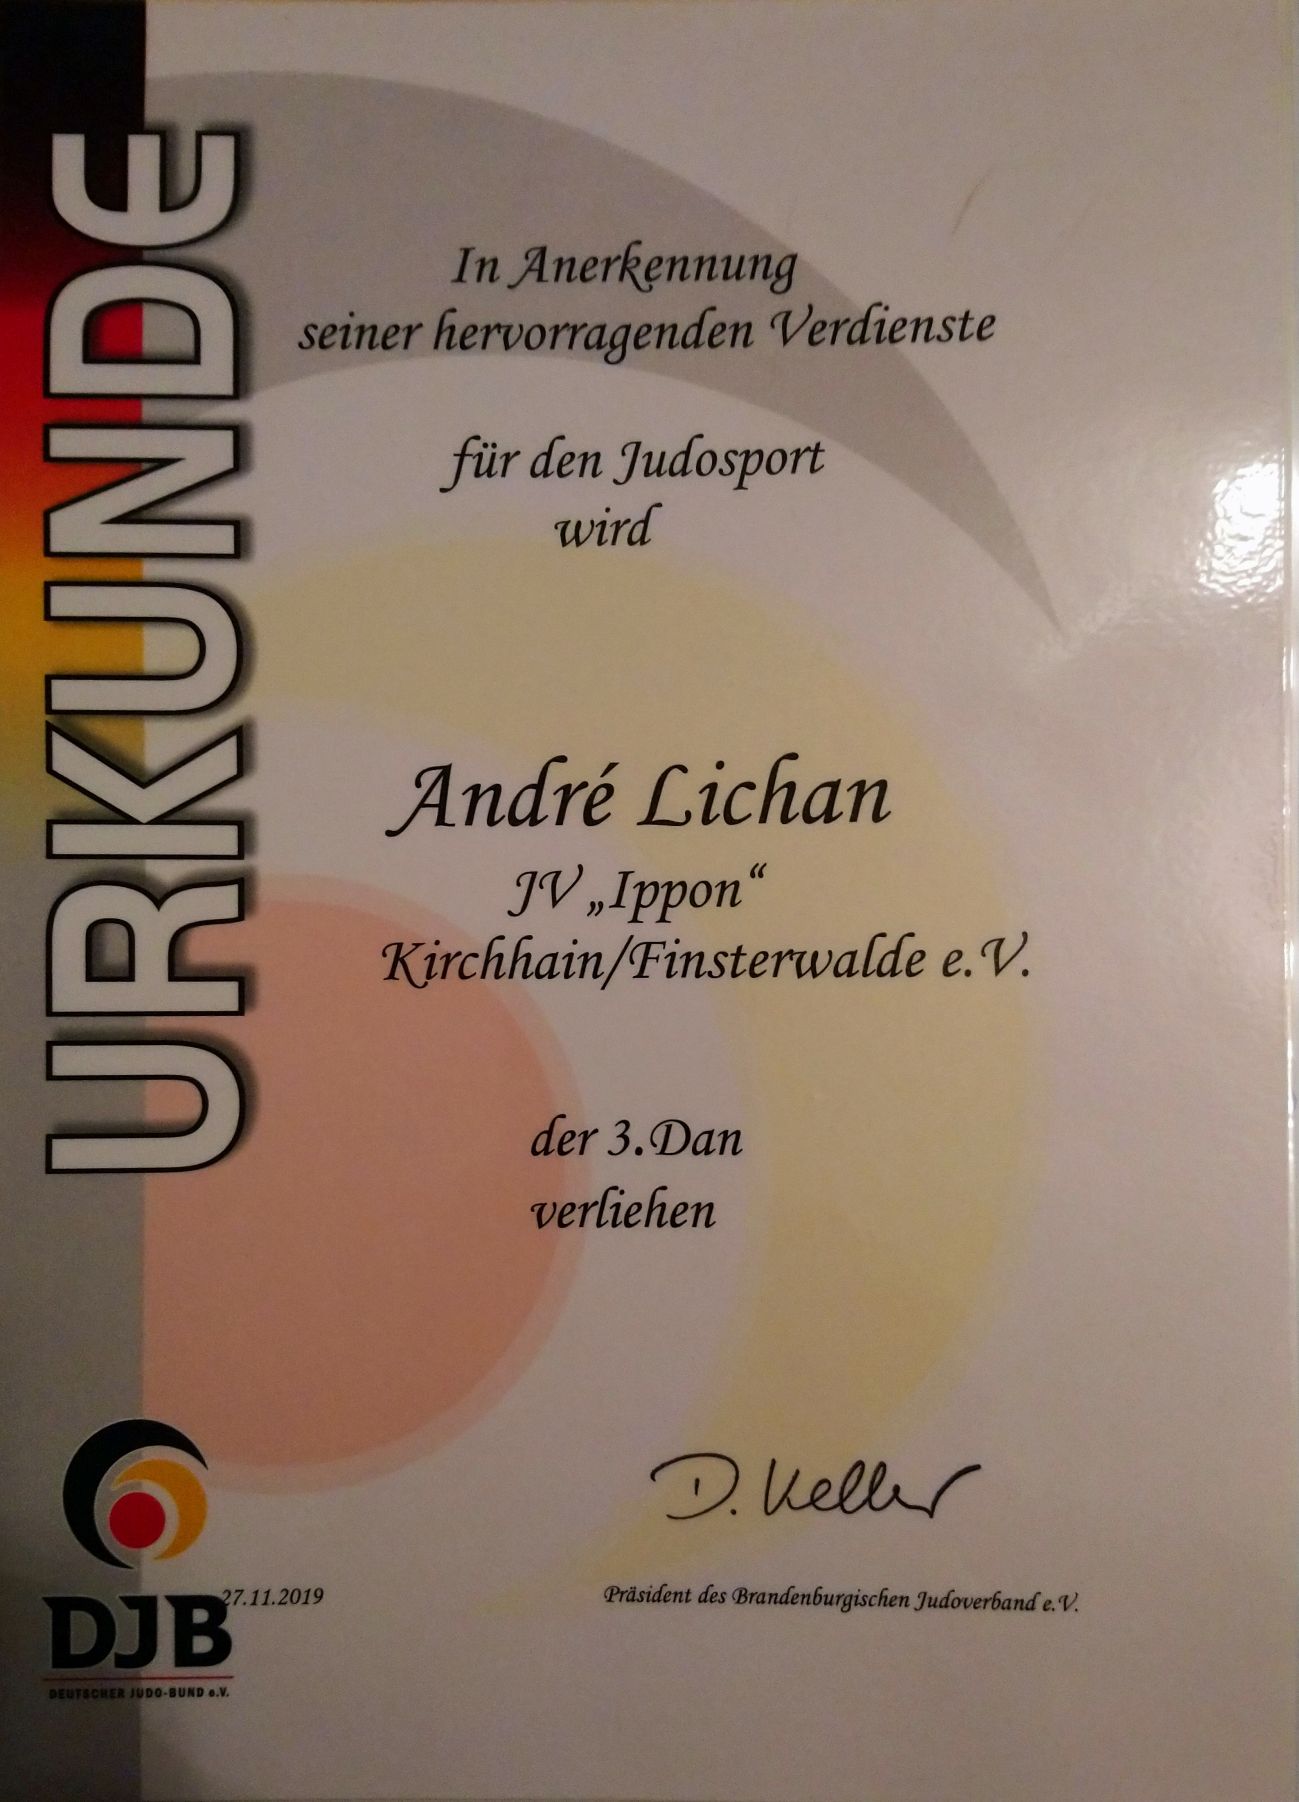 URKUNDE
In Anerkennung
seiner hervorragenden Verdienste
für den Judosport
wird
André Lichan
JV „Ippon“
Kirchhain/Finsterwalde e.V.
der 3.Dan
verliehen
D. Keller
27.11.2019
Präsident des Brandenburgischen Judoverband e.V.
DJB
DEUTSCHER JUDO-BUND e.V.